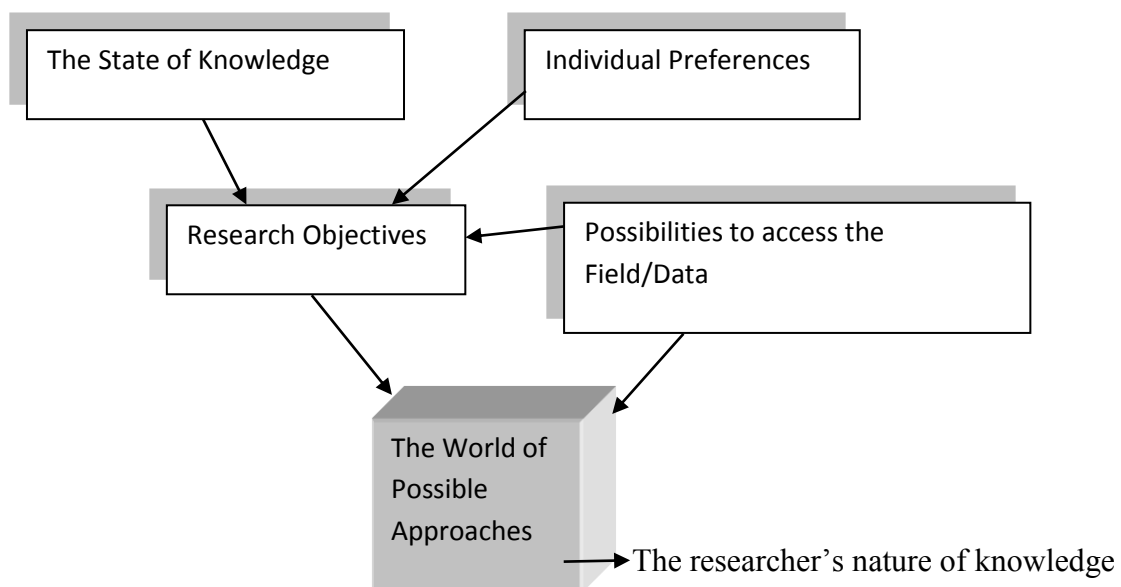 The State of Knowledge
Individual Preferences
Research Objectives
Possibilities to access the
Field/Data
The World of
Possible
Approaches
The researcher’s nature of knowledge